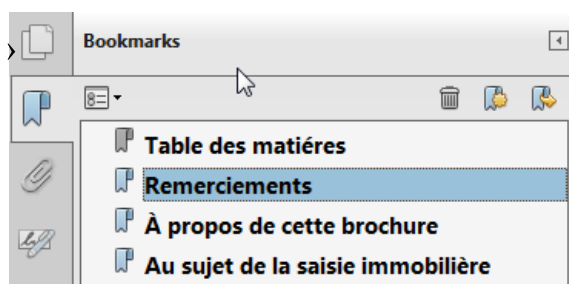 Bookmarks
Table des matiéres
Remerciements
À propos de cette brochure
Au sujet de la saisie immobilière